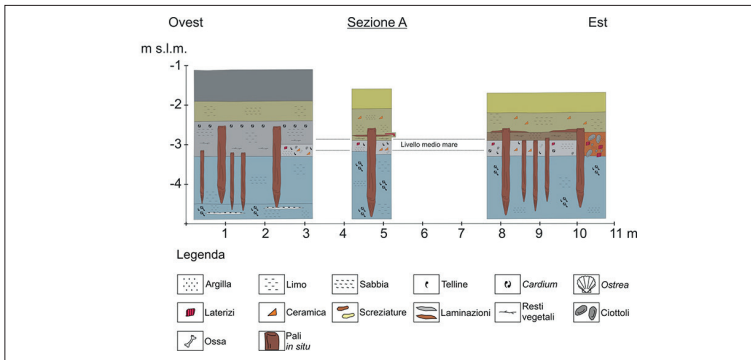 Ovest Sezione A Est
m s.l.m.
-1
-2
-3
Livello medio mare
-4
1 2 3 4 5 6 7 8 9 10 11 m
Legenda
Argilla Limo Sabbia Telline Cardium Ostrea
Laterizi Ceramica Screziature Laminazioni Resti vegetali Ciottoli
Ossa Pali in situ